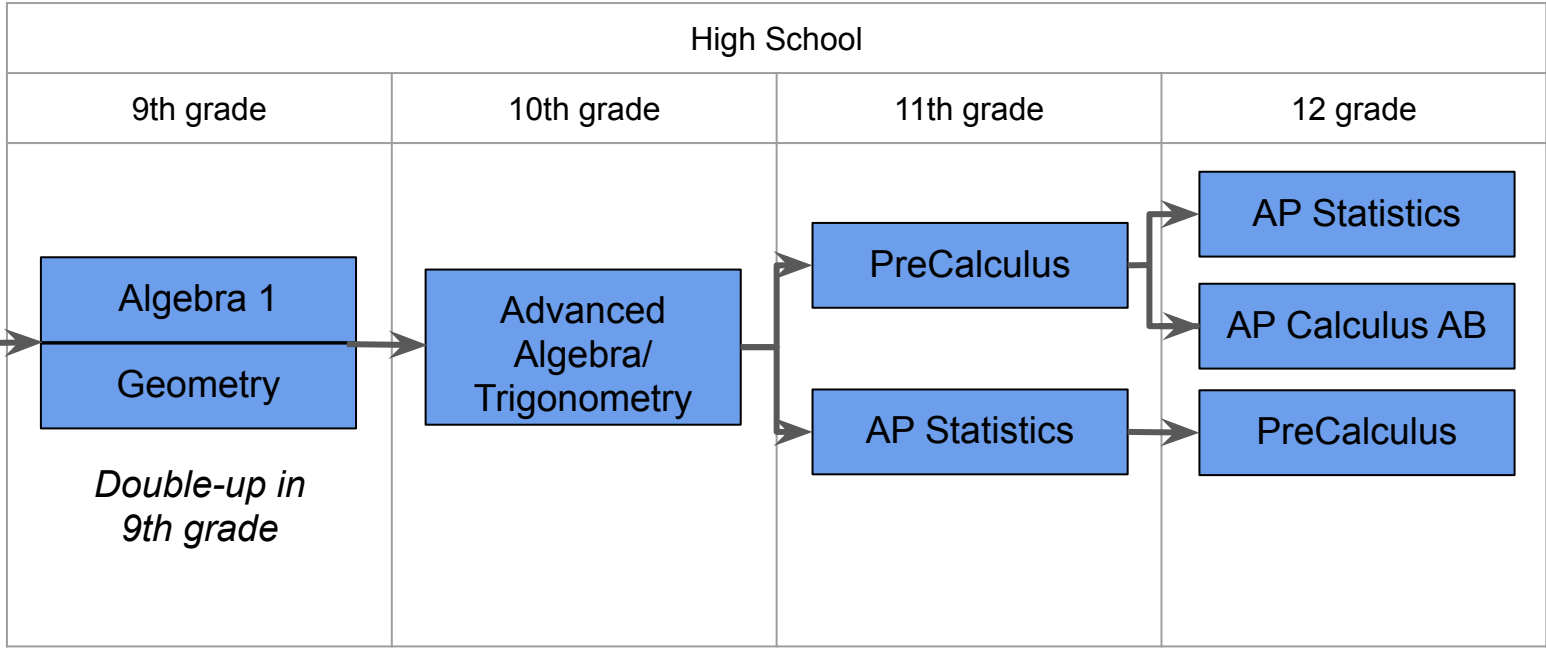 High School
9th grade
10th grade
11th grade
12 grade
Algebra 1
Geometry
Double-up in
9th grade
Advanced
Algebra/
Trigonometry
PreCalculus
AP Statistics
AP Statistics
AP Calculus AB
PreCalculus